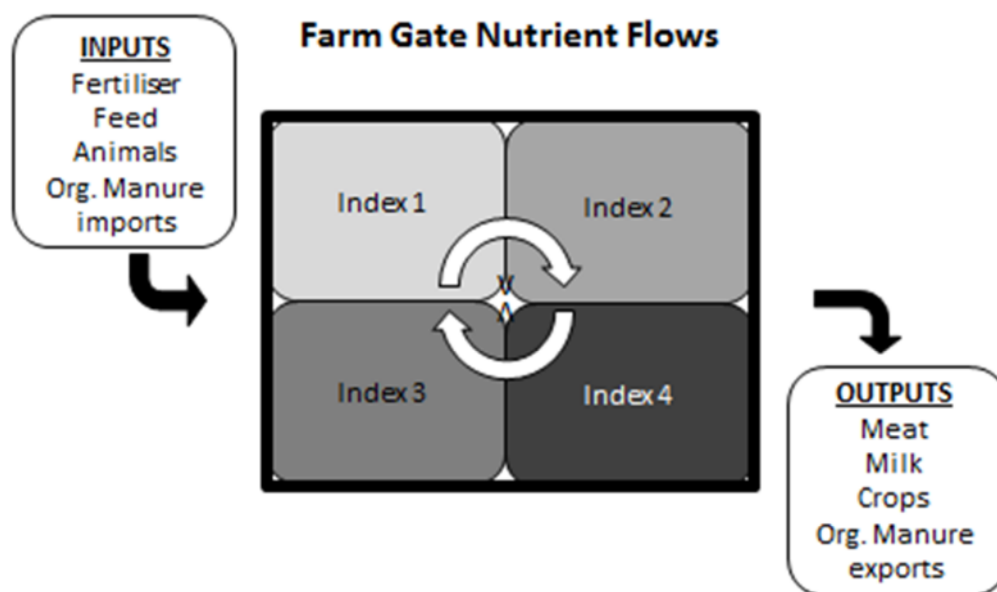 Farm Gate Nutrient Flows
INPUTS
Fertiliser
Feed
Animals
Org. Manure
imports
Index 1
Index 2
Index 3
Index 4
OUTPUTS
Meat
Milk
Crops
Org. Manure
exports